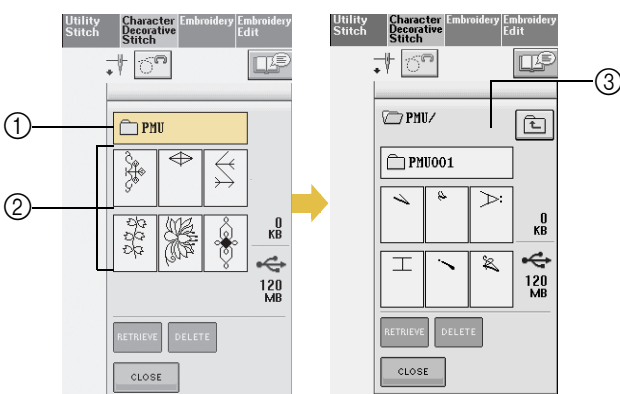 Utility Stitch
Character Decorative Stitch
Embroidery
Embroidery Edit
① PMU
②
0 KB
120 MB
RETRIEVE DELETE
CLOSE
Utility Stitch
Character Decorative Stitch
Embroidery
Embroidery Edit
③
PMU/
PMU001
0 KB
120 MB
RETRIEVE DELETE
CLOSE